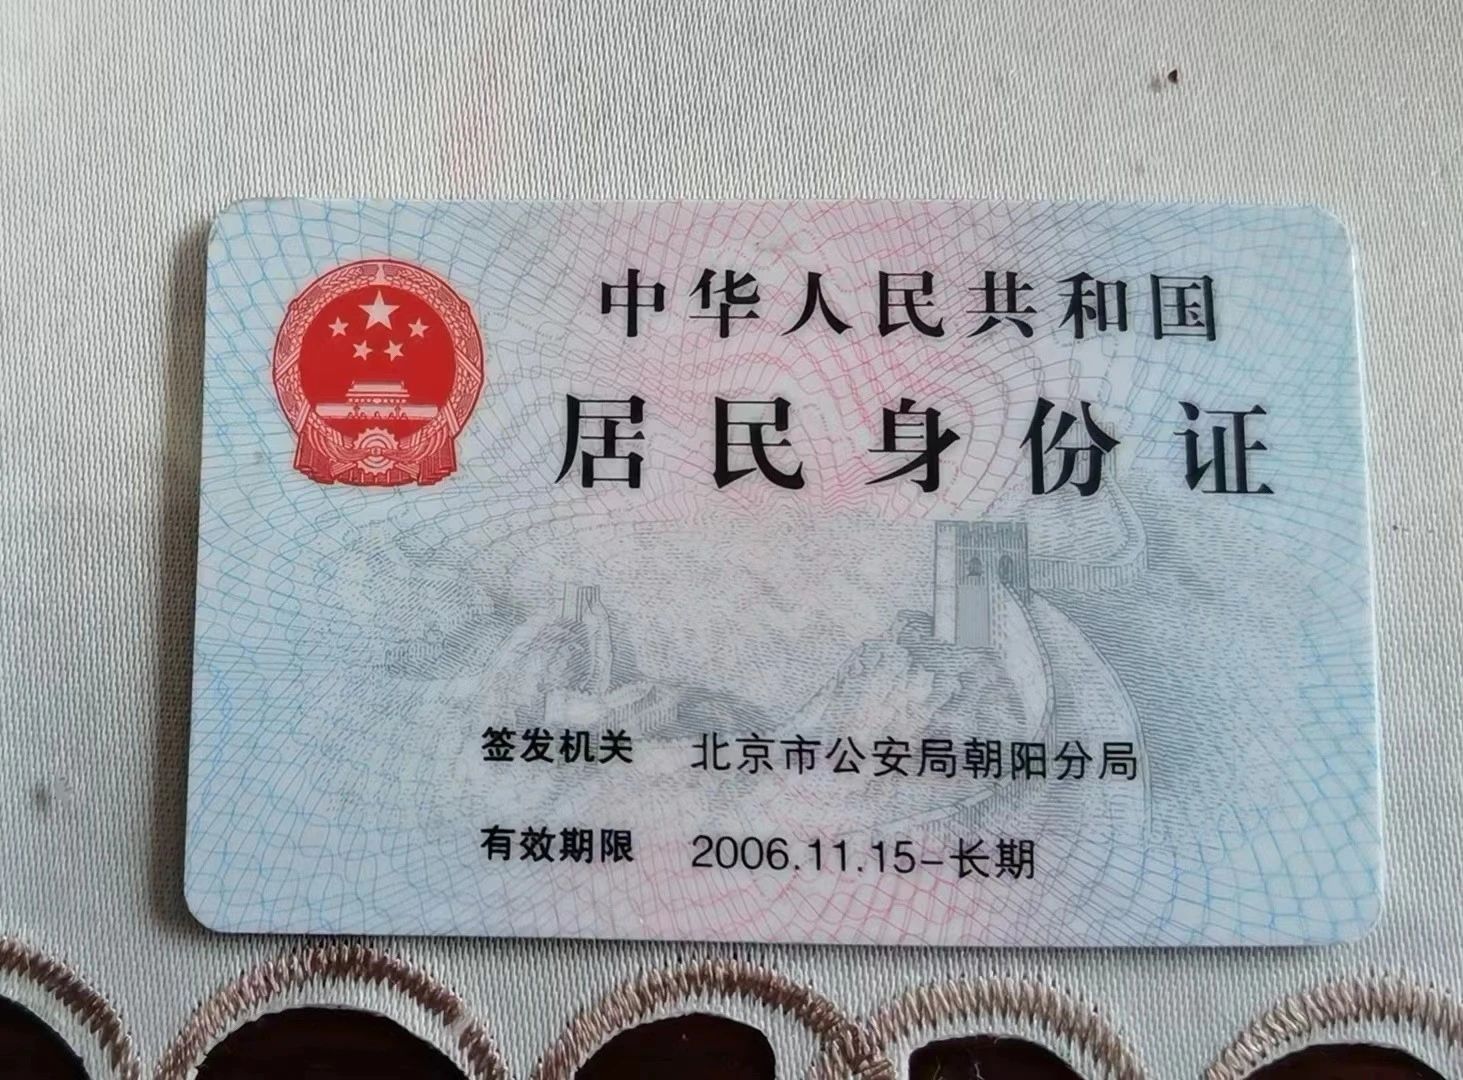 中华人民共和国
居民身份证
签发机关 北京市公安局朝阳分局
有效期限 2006.11.15-长期